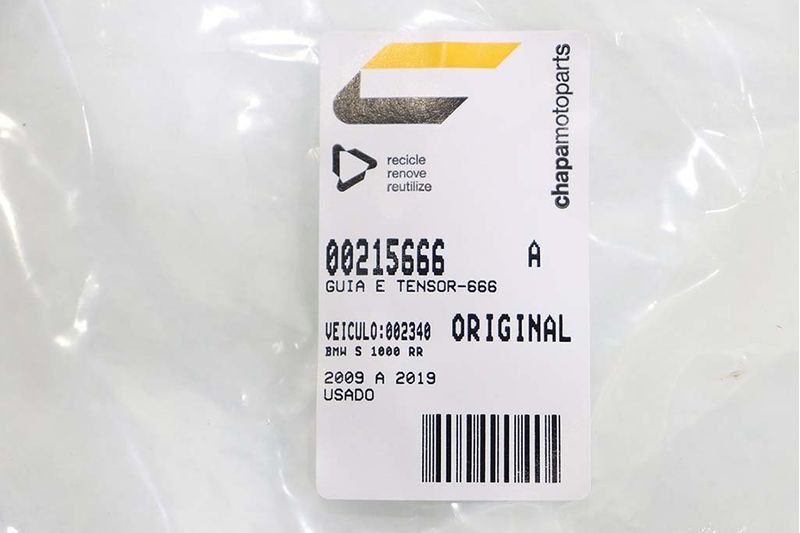 chapamotoparts
recicle
renove
reutilize
00215666 A
GUIA E TENSOR-666
VEICULO:002340 ORIGINAL
BMW S 1000 RR
2009 A 2019
USADO